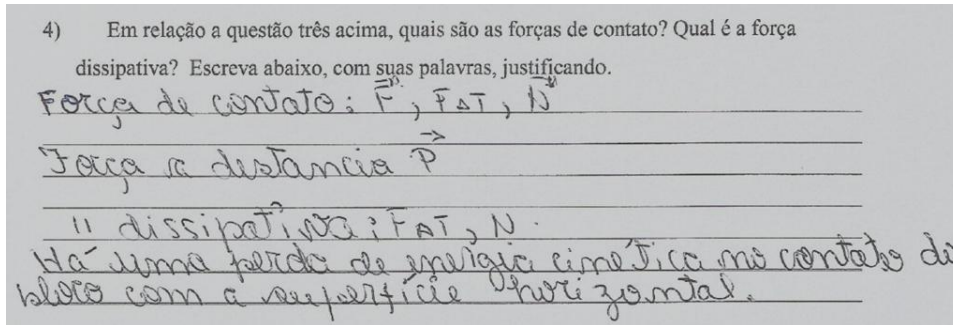 4) Em relação a questão três acima, quais são as forças de contato? Qual é a força
dissipativa? Escreva abaixo, com suas palavras, justificando.
Força de contato: F⃗, FAT, N⃗
Força a distancia P⃗
" dissipativa: FAT, N.
Há uma perda de energia cinética no contato do
bloco com a superfície horizontal.